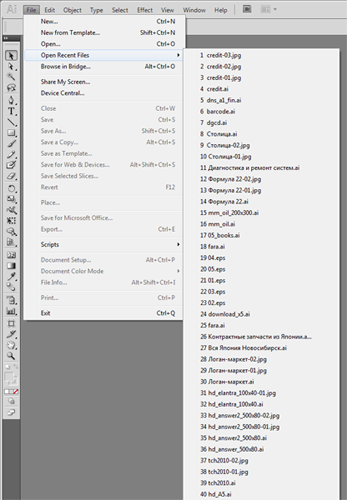 Ai File Edit Object Type Select Effect View Window Help Br
New... Ctrl+N
New from Template... Shift+Ctrl+N
Open... Ctrl+O
Open Recent Files
Browse in Bridge... Alt+Ctrl+O
Share My Screen...
Device Central...
Close Ctrl+W
Save Ctrl+S
Save As... Shift+Ctrl+S
Save a Copy... Alt+Ctrl+S
Save as Template...
Save for Web & Devices... Alt+Shift+Ctrl+S
Save Selected Slices...
Revert F12
Place...
Save for Microsoft Office...
Export... Ctrl+E
Scripts
Document Setup... Alt+Ctrl+P
Document Color Mode
File Info... Alt+Shift+Ctrl+I
Print... Ctrl+P
Exit Ctrl+Q
1 credit-03.jpg
2 credit-02.jpg
3 credit-01.jpg
4 credit.ai
5 dns_a1_fin.ai
6 barcode.ai
7 dgcd.ai
8 Столица.ai
9 Столица-02.jpg
10 Столица-01.jpg
11 Диагностика и ремонт систем.ai
12 Формула 22-02.jpg
13 Формула 22-01.jpg
14 Формула 22.ai
15 mm_oil_200x300.ai
16 mm_oil.ai
17 05_books.ai
18 fara.ai
19 04.eps
20 05.eps
21 01.eps
22 03.eps
23 02.eps
24 download_x5.ai
25 fara.ai
26 Контрактные запчасти из Японии.a...
27 Вся Япония Новосибирск.ai
28 Логан-маркет-02.jpg
29 Логан-маркет-01.jpg
30 Логан-маркет.ai
31 hd_elantra_100x40-01.jpg
32 hd_elantra_100x40.ai
33 hd_answer2_500x80-02.jpg
34 hd_answer2_500x80-01.jpg
35 hd_answer2_500x80.ai
36 hd_answer_500x80.ai
37 tch2010-02.jpg
38 tch2010-01.jpg
39 tch2010.ai
40 hd_A5.ai